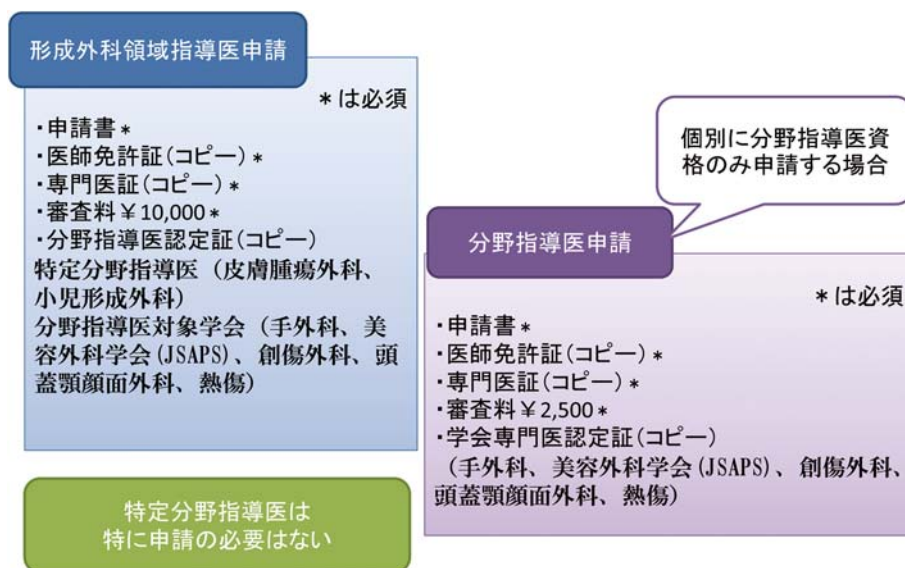 形成外科領域指導医申請
*は必須
・申請書*
・医師免許証(コピー)*
・専門医証(コピー)*
・審査料￥10,000*
・分野指導医認定証(コピー)
特定分野指導医（皮膚腫瘍外科、
小児形成外科）
分野指導医対象学会（手外科、美
容外科学会(JSAPS)、創傷外科、頭
蓋顎顔面外科、熱傷）
特定分野指導医は
特に申請の必要はない
個別に分野指導医資
格のみ申請する場合
分野指導医申請
*は必須
・申請書*
・医師免許証(コピー)*
・専門医証(コピー)*
・審査料￥2,500*
・学会専門医認定証(コピー)
（手外科、美容外科学会(JSAPS)、創傷外科、
頭蓋顎顔面外科、熱傷）